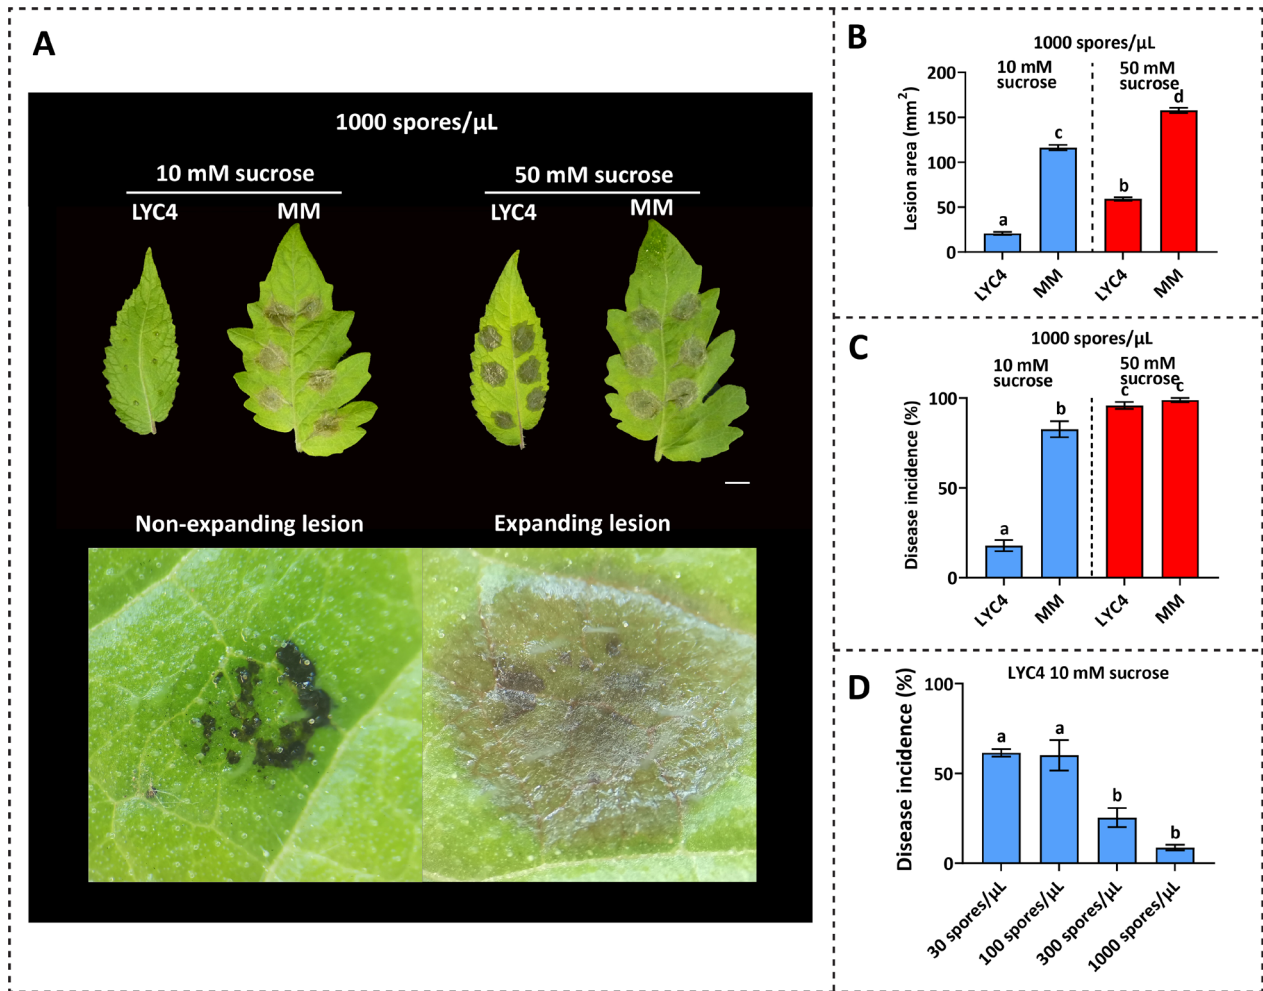 A
1000 spores/µL
10 mM sucrose
50 mM sucrose
LYC4
MM
LYC4
MM
Non-expanding lesion
Expanding lesion
B
1000 spores/µL
10 mM
sucrose
50 mM
sucrose
Lesion area (mm²)
200
150
100
50
0
a
c
b
d
LYC4
MM
LYC4
MM
C
1000 spores/µL
10 mM
sucrose
50 mM
sucrose
Disease incidence (%)
100
50
0
a
b
c
c
LYC4
MM
LYC4
MM
D
LYC4 10 mM sucrose
Disease incidence (%)
100
50
0
a
a
b
b
30 spores/µL
100 spores/µL
300 spores/µL
1000 spores/µL